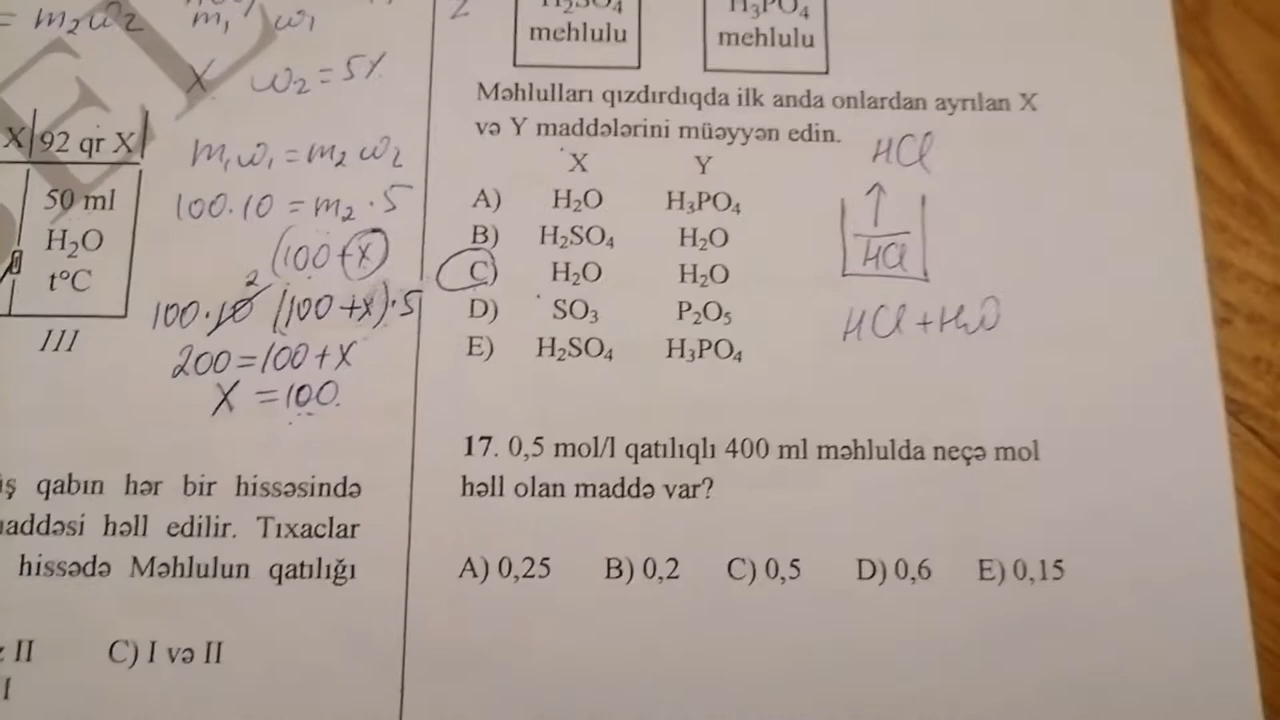 = m₂ω₂ m₁ ω₁
X ω₂ = 5%
X 92 qr X
50 ml
H₂O
t°C
III
m₁ω₁ = m₂ω₂
100·10 = m₂·5
(100+x)
2
100·10 (100+x)·5
200=100+x
X =100.
iş qabın hər bir hissəsində
addəsi həll edilir. Tıxaclar
hissədə Məhlulun qatılığı
II C) I və II
I
2
H₂SO₄
mehlulu
H₃PO₄
mehlulu
Məhlulları qızdırdıqda ilk anda onlardan ayrılan X
və Y maddələrini müəyyən edin.
X Y
A) H₂O H₃PO₄
B) H₂SO₄ H₂O
C) H₂O H₂O
D) SO₃ P₂O₅
E) H₂SO₄ H₃PO₄
HCl
↑
HCl
HCl+H₂O
17. 0,5 mol/l qatılıqlı 400 ml məhlulda neçə mol
həll olan maddə var?
A) 0,25 B) 0,2 C) 0,5 D) 0,6 E) 0,15